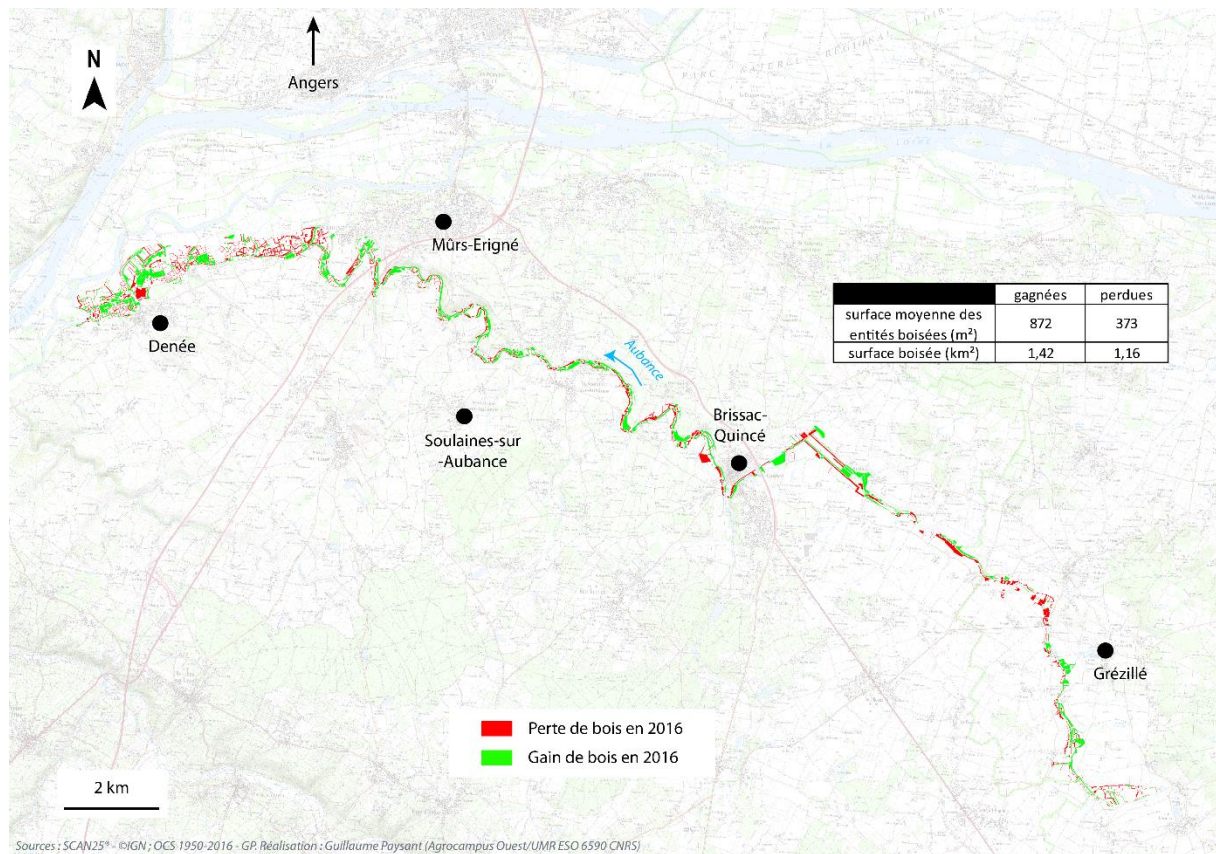 N
Angers
Mûrs-Erigné
Denée
Aubance
Soulaines-sur
-Aubance
Brissac-
Quincé
Grézillé
gagnées perdues
surface moyenne des
entités boisées (m²) 872 373
surface boisée (km²) 1,42 1,16
Perte de bois en 2016
Gain de bois en 2016
2 km
Sources : SCAN25® - ©IGN ; OCS 1950-2016 - GP. Réalisation : Guillaume Paysant (Agrocampus Ouest/UMR ESO 6590 CNRS)